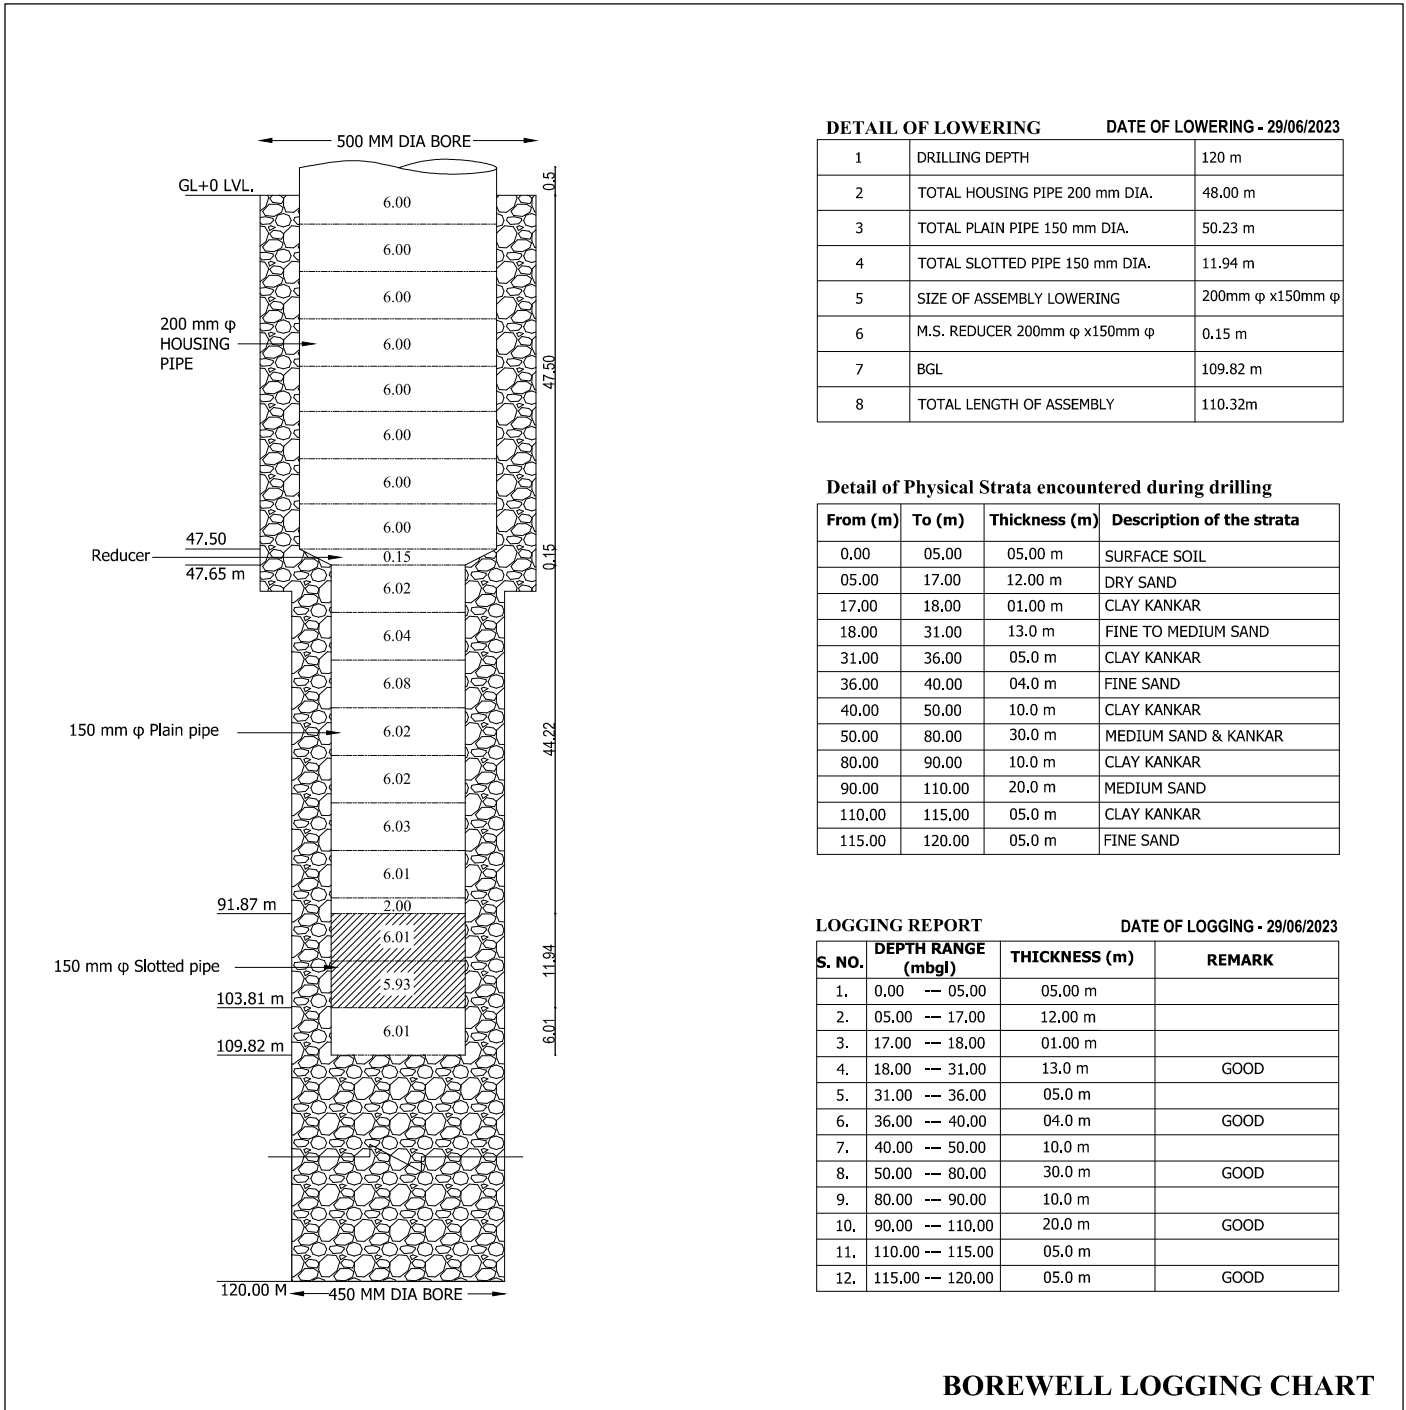 500 MM DIA BORE
GL+0 LVL.
0.5
6.00
6.00
6.00
200 mm φ
HOUSING
PIPE
6.00
47.50
6.00
6.00
6.00
6.00
47.50
Reducer
0.15
0.15
47.65 m
6.02
6.04
6.08
150 mm φ Plain pipe
6.02
44.22
6.02
6.03
6.01
2.00
91.87 m
6.01
150 mm φ Slotted pipe
11.94
5.93
103.81 m
6.01
6.01
109.82 m
120.00 M
450 MM DIA BORE
DETAIL OF LOWERING DATE OF LOWERING - 29/06/2023
1 DRILLING DEPTH 120 m
2 TOTAL HOUSING PIPE 200 mm DIA. 48.00 m
3 TOTAL PLAIN PIPE 150 mm DIA. 50.23 m
4 TOTAL SLOTTED PIPE 150 mm DIA. 11.94 m
5 SIZE OF ASSEMBLY LOWERING 200mm φ x150mm φ
6 M.S. REDUCER 200mm φ x150mm φ 0.15 m
7 BGL 109.82 m
8 TOTAL LENGTH OF ASSEMBLY 110.32m
Detail of Physical Strata encountered during drilling
From (m) To (m) Thickness (m) Description of the strata
0.00 05.00 05.00 m SURFACE SOIL
05.00 17.00 12.00 m DRY SAND
17.00 18.00 01.00 m CLAY KANKAR
18.00 31.00 13.0 m FINE TO MEDIUM SAND
31.00 36.00 05.0 m CLAY KANKAR
36.00 40.00 04.0 m FINE SAND
40.00 50.00 10.0 m CLAY KANKAR
50.00 80.00 30.0 m MEDIUM SAND & KANKAR
80.00 90.00 10.0 m CLAY KANKAR
90.00 110.00 20.0 m MEDIUM SAND
110.00 115.00 05.0 m CLAY KANKAR
115.00 120.00 05.0 m FINE SAND
LOGGING REPORT DATE OF LOGGING - 29/06/2023
S. NO. DEPTH RANGE (mbgl) THICKNESS (m) REMARK
1. 0.00 --- 05.00 05.00 m
2. 05.00 --- 17.00 12.00 m
3. 17.00 --- 18.00 01.00 m
4. 18.00 --- 31.00 13.0 m GOOD
5. 31.00 --- 36.00 05.0 m
6. 36.00 --- 40.00 04.0 m GOOD
7. 40.00 --- 50.00 10.0 m
8. 50.00 --- 80.00 30.0 m GOOD
9. 80.00 --- 90.00 10.0 m
10. 90.00 --- 110.00 20.0 m GOOD
11. 110.00 --- 115.00 05.0 m
12. 115.00 --- 120.00 05.0 m GOOD
BOREWELL LOGGING CHART